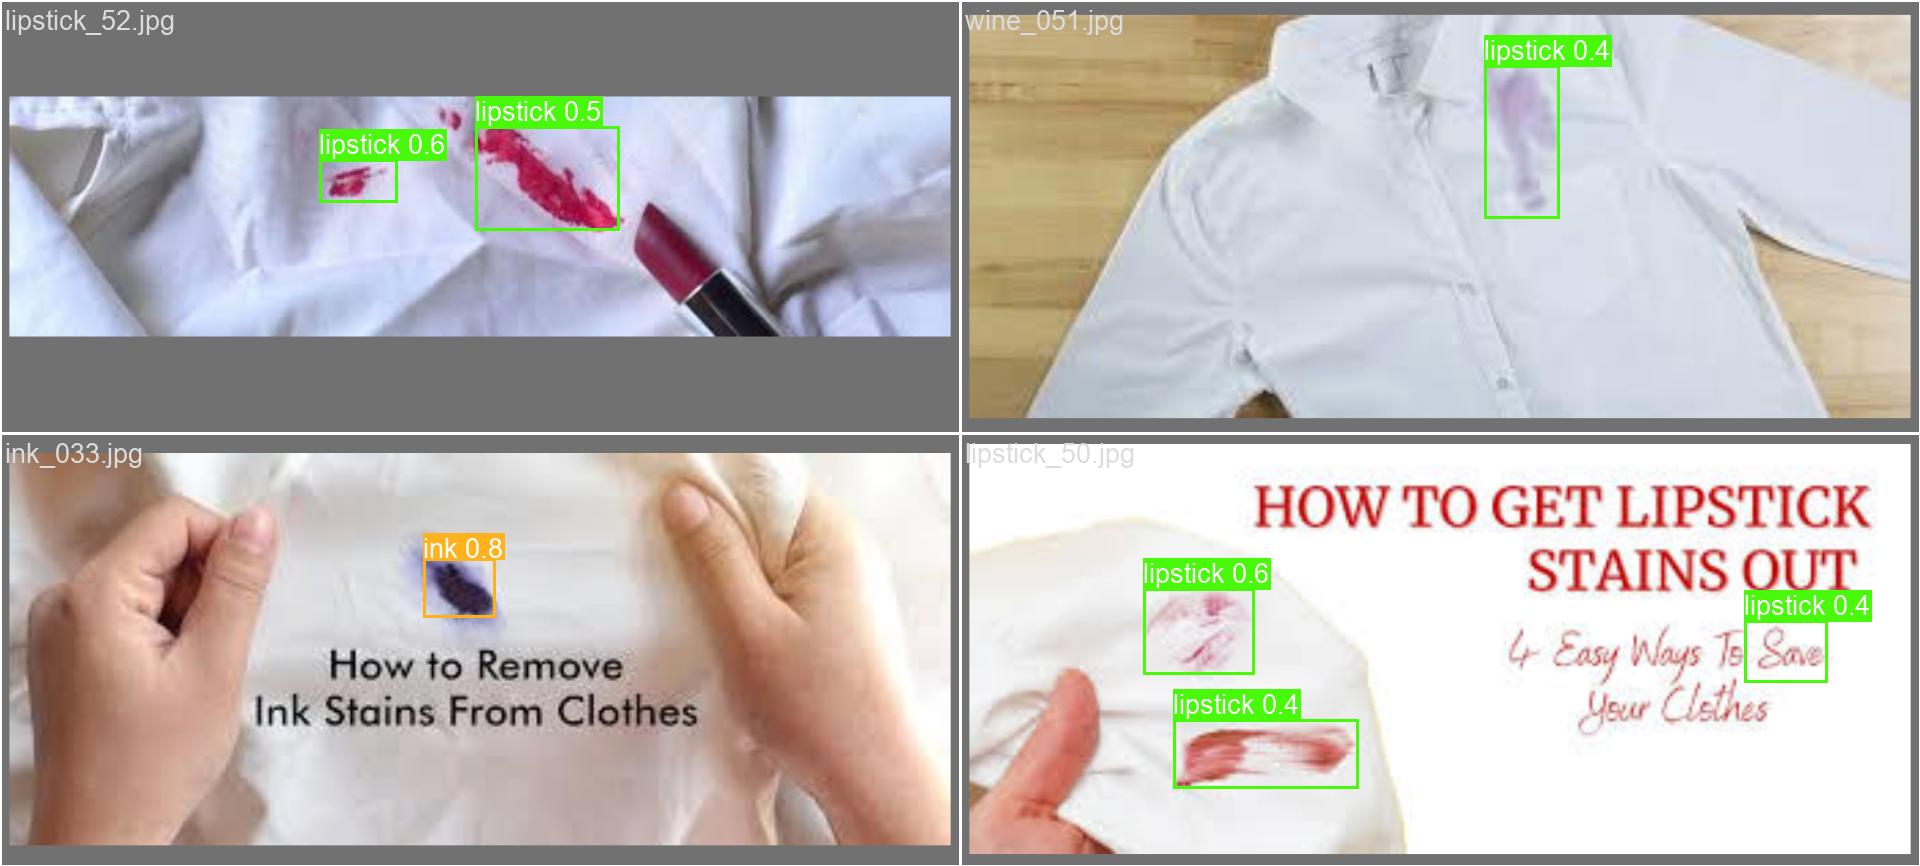 lipstick_52.jpg
lipstick 0.6
lipstick 0.5
wine_051.jpg
lipstick 0.4
ink_033.jpg
ink 0.8
How to Remove
Ink Stains From Clothes
lipstick_50.jpg
HOW TO GET LIPSTICK
STAINS OUT
lipstick 0.6
lipstick 0.4
4 Easy Ways To Save
Your Clothes
lipstick 0.4